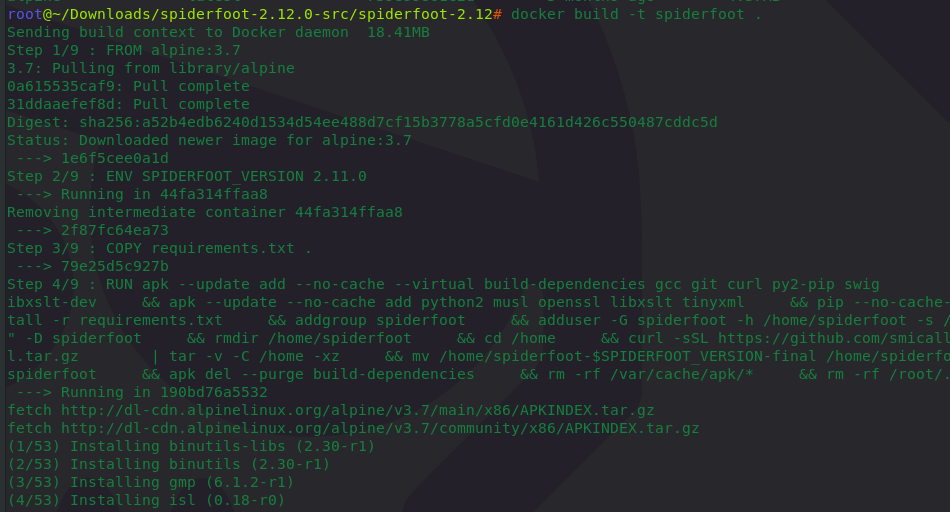 root@~/Downloads/spiderfoot-2.12.0-src/spiderfoot-2.12# docker build -t spiderfoot .
Sending build context to Docker daemon  18.41MB
Step 1/9 : FROM alpine:3.7
3.7: Pulling from library/alpine
0a615535caf9: Pull complete
31ddaaefef8d: Pull complete
Digest: sha256:a52b4edb6240d1534d54ee488d7cf15b3778a5cfd0e4161d426c550487cddc5d
Status: Downloaded newer image for alpine:3.7
 ---> 1e6f5cee0a1d
Step 2/9 : ENV SPIDERFOOT_VERSION 2.11.0
 ---> Running in 44fa314ffaa8
Removing intermediate container 44fa314ffaa8
 ---> 2f87fc64ea73
Step 3/9 : COPY requirements.txt .
 ---> 79e25d5c927b
Step 4/9 : RUN apk --update add --no-cache --virtual build-dependencies gcc git curl py2-pip swig
ibxslt-dev     && apk --update --no-cache add python2 musl openssl libxslt tinyxml     && pip --no-cache-
tall -r requirements.txt     && addgroup spiderfoot     && adduser -G spiderfoot -h /home/spiderfoot -s /
" -D spiderfoot     && rmdir /home/spiderfoot     && cd /home     && curl -sSL https://github.com/smicall
l.tar.gz        | tar -v -C /home -xz     && mv /home/spiderfoot-$SPIDERFOOT_VERSION-final /home/spiderfo
spiderfoot     && apk del --purge build-dependencies     && rm -rf /var/cache/apk/*     && rm -rf /root/.
 ---> Running in 190bd76a5532
fetch http://dl-cdn.alpinelinux.org/alpine/v3.7/main/x86/APKINDEX.tar.gz
fetch http://dl-cdn.alpinelinux.org/alpine/v3.7/community/x86/APKINDEX.tar.gz
(1/53) Installing binutils-libs (2.30-r1)
(2/53) Installing binutils (2.30-r1)
(3/53) Installing gmp (6.1.2-r1)
(4/53) Installing isl (0.18-r0)